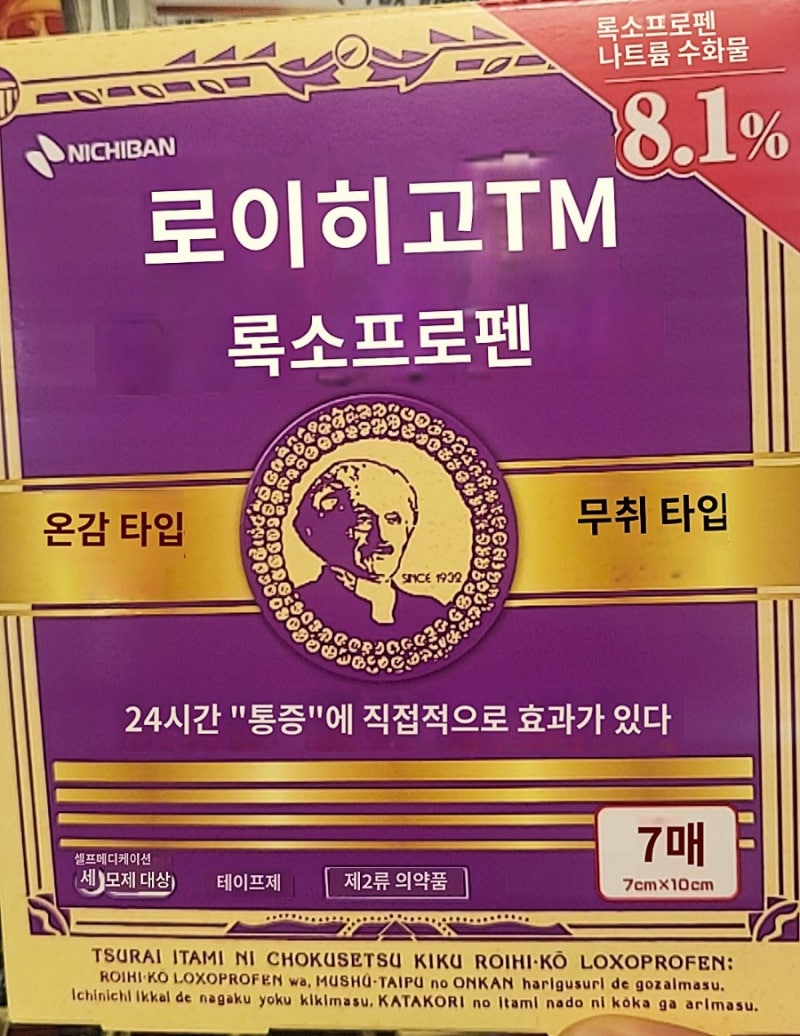 록소프로펜
나트륨 수화물
8.1%
NICHIBAN
로이히고TM
록소프로펜
SINCE 1932
온감 타입
무취 타입
24시간 "통증"에 직접적으로 효과가 있다
7매
7cm×10cm
셀프메디케이션
세 모제 대상
테이프제
제2류 의약품
TSURAI ITAMI NI CHOKUSETSU KIKU ROIHI-KŌ LOXOPROFEN:
ROIHI-KŌ LOXOPROFEN wa, MUSHŪ-TAIPU no ONKAN harigusuri de gozaimasu.
Ichinichi ikkai de nagaku yoku kikimasu. KATAKORI no itami nado ni kōka ga arimasu.